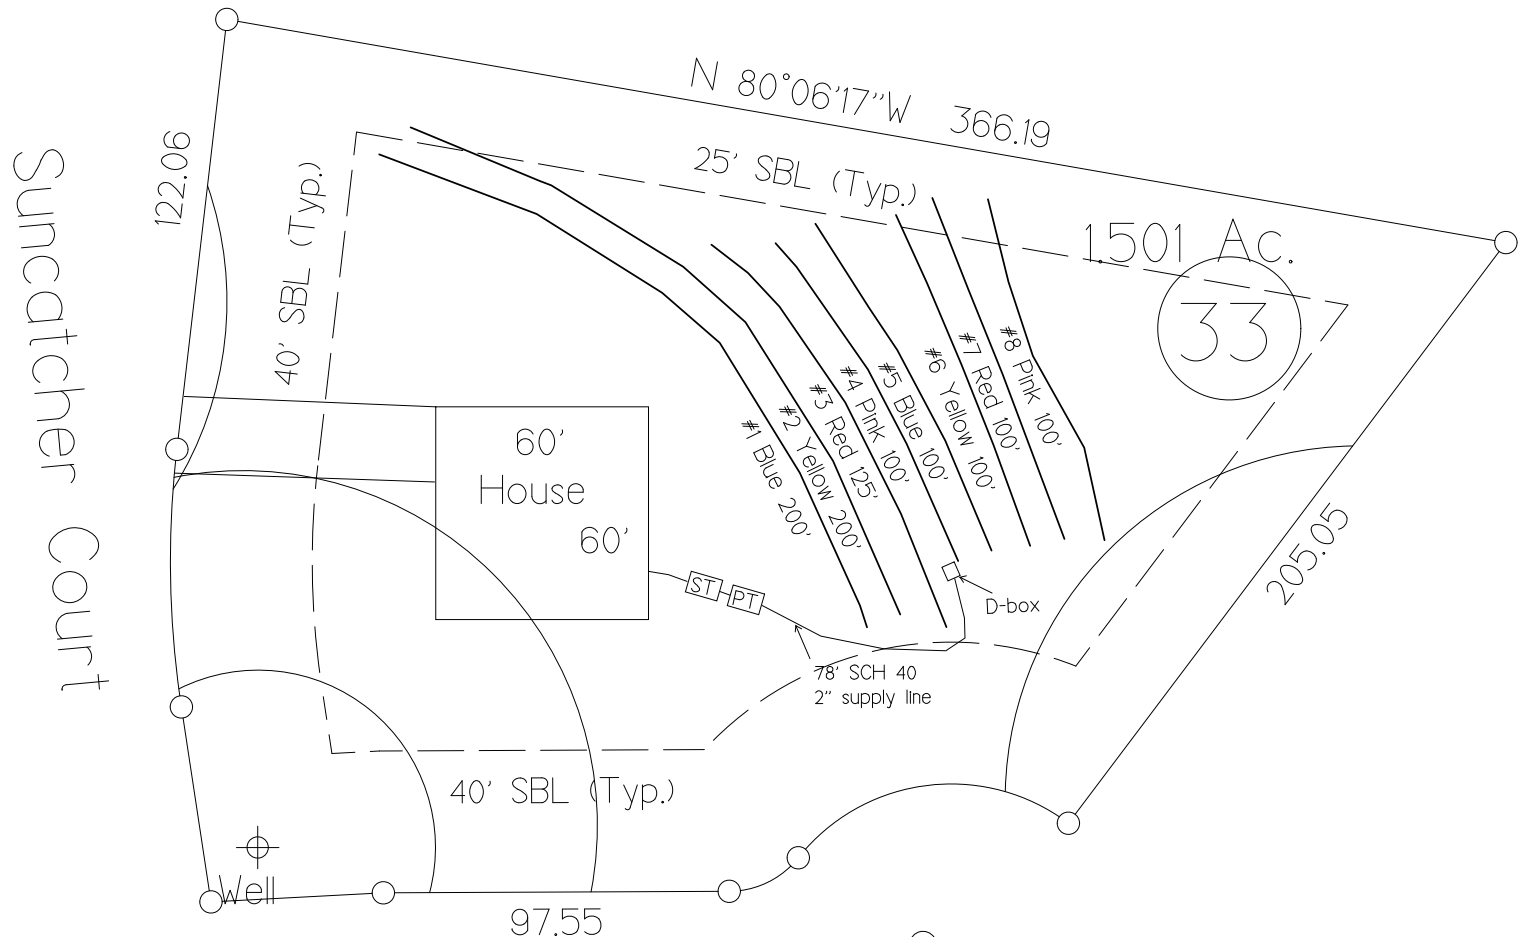 N 80°06'17"W 366.19
122.06
Suncatcher Court
25' SBL (Typ.)
40' SBL (Typ.)
1.501 Ac.
33
60'
House
60'
#1 Blue 200'
#2 Yellow 200'
#3 Red 125'
#4 Pink 100'
#5 Blue 100'
#6 Yellow 100'
#7 Red 100'
#8 Pink 100'
ST
PT
D-box
78' SCH 40
2" supply line
205.05
40' SBL (Typ.)
Well
97.55